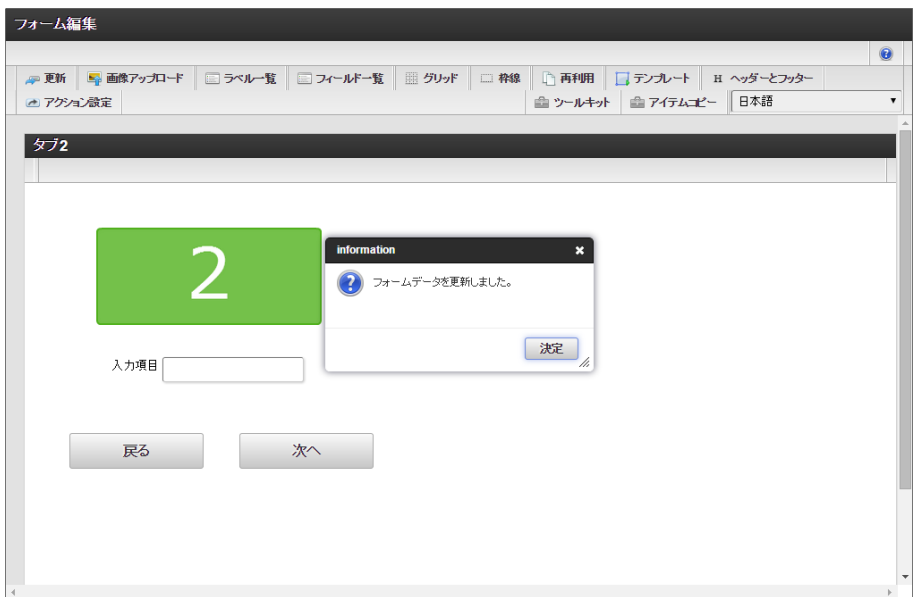 フォーム編集
更新 画像アップロード ラベル一覧 フィールド一覧 グリッド 枠線 再利用 テンプレート H ヘッダーとフッター
アクション設定 ツールキット アイテムコピー 日本語
タブ2
2
information
フォームデータを更新しました。
決定
入力項目
戻る 次へ